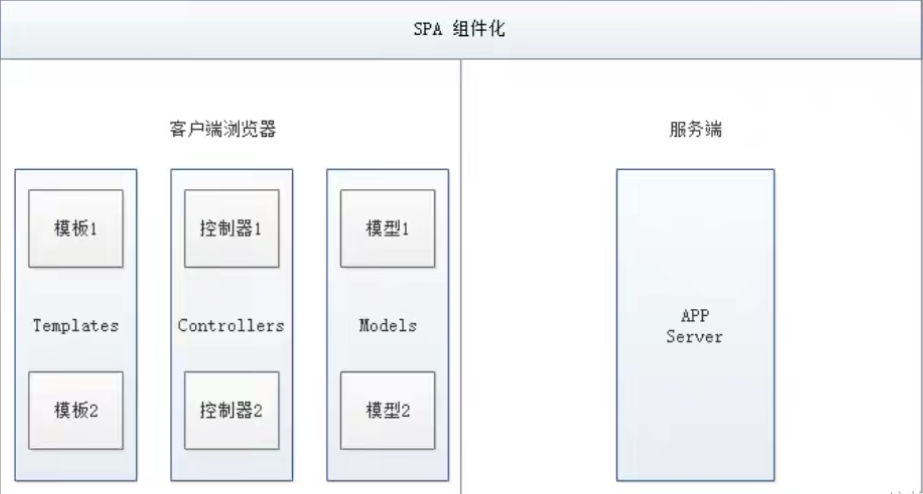 SPA 组件化
客户端浏览器
服务端
模板1
控制器1
模型1
Templates
Controllers
Models
APP
Server
模板2
控制器2
模型2